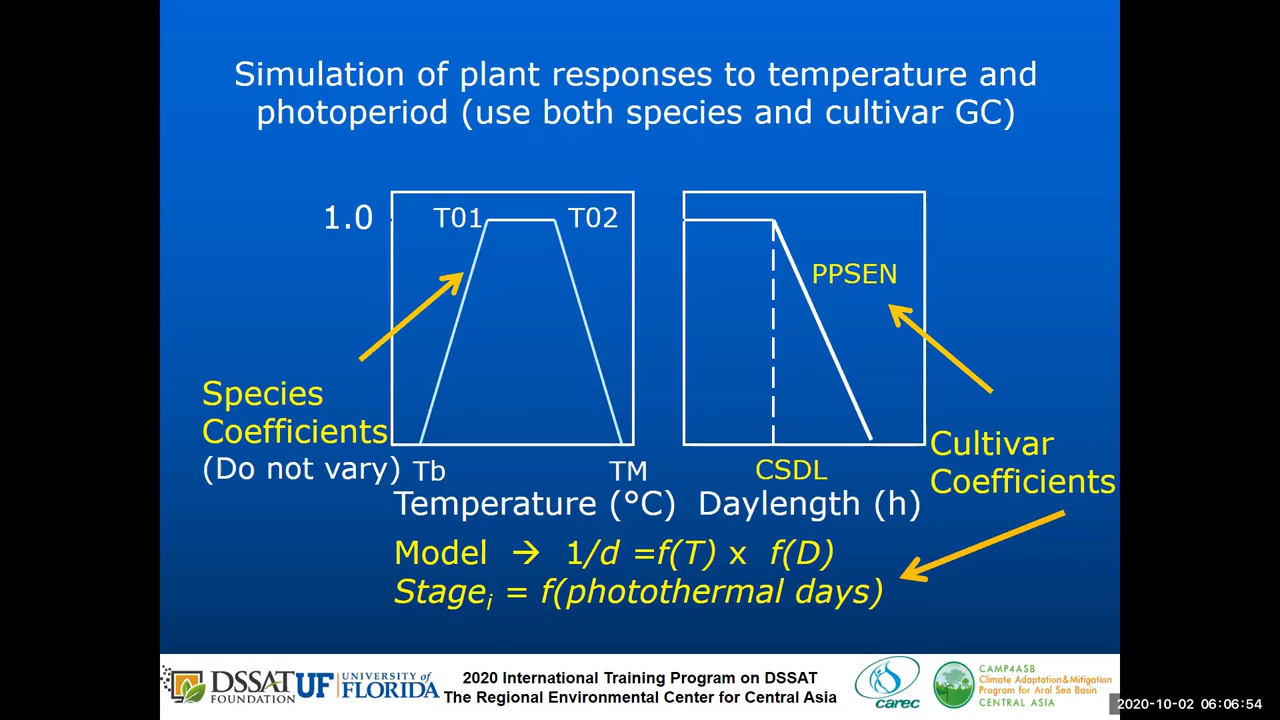 Simulation of plant responses to temperature and
photoperiod (use both species and cultivar GC)
1.0
T01
T02
PPSEN
Species
Coefficients
(Do not vary)
Tb
TM
CSDL
Cultivar
Coefficients
Temperature (°C)
Daylength (h)
Model → 1/d =f(T) x f(D)
Stagei = f(photothermal days)
DSSAT
FOUNDATION
UF
UNIVERSITY of
FLORIDA
2020 International Training Program on DSSAT
The Regional Environmental Center for Central Asia
carec
CAMP4ASB
Climate Adaptation & Mitigation
Program for Aral Sea Basin
CENTRAL ASIA
2020-10-02 06:06:54